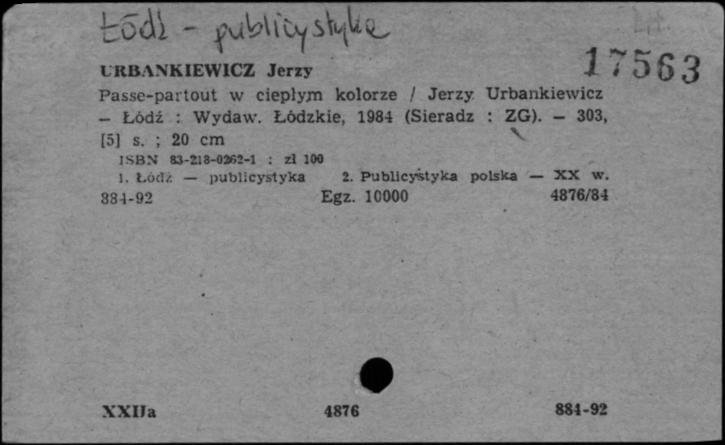 Łódź - publicystyka
17563
URBANKIEWICZ Jerzy
Passe-partout w ciepłym kolorze / Jerzy Urbankiewicz
— Łódź : Wydaw. Łódzkie, 1984 (Sieradz : ZG). — 303,
[5] s. ; 20 cm
ISBN 83-218-0262-1 : zł 100
1. Łódź — publicystyka 2. Publicystyka polska — XX w.
884-92 Egz. 10000 4876/84
XXIIa 4876 884-92